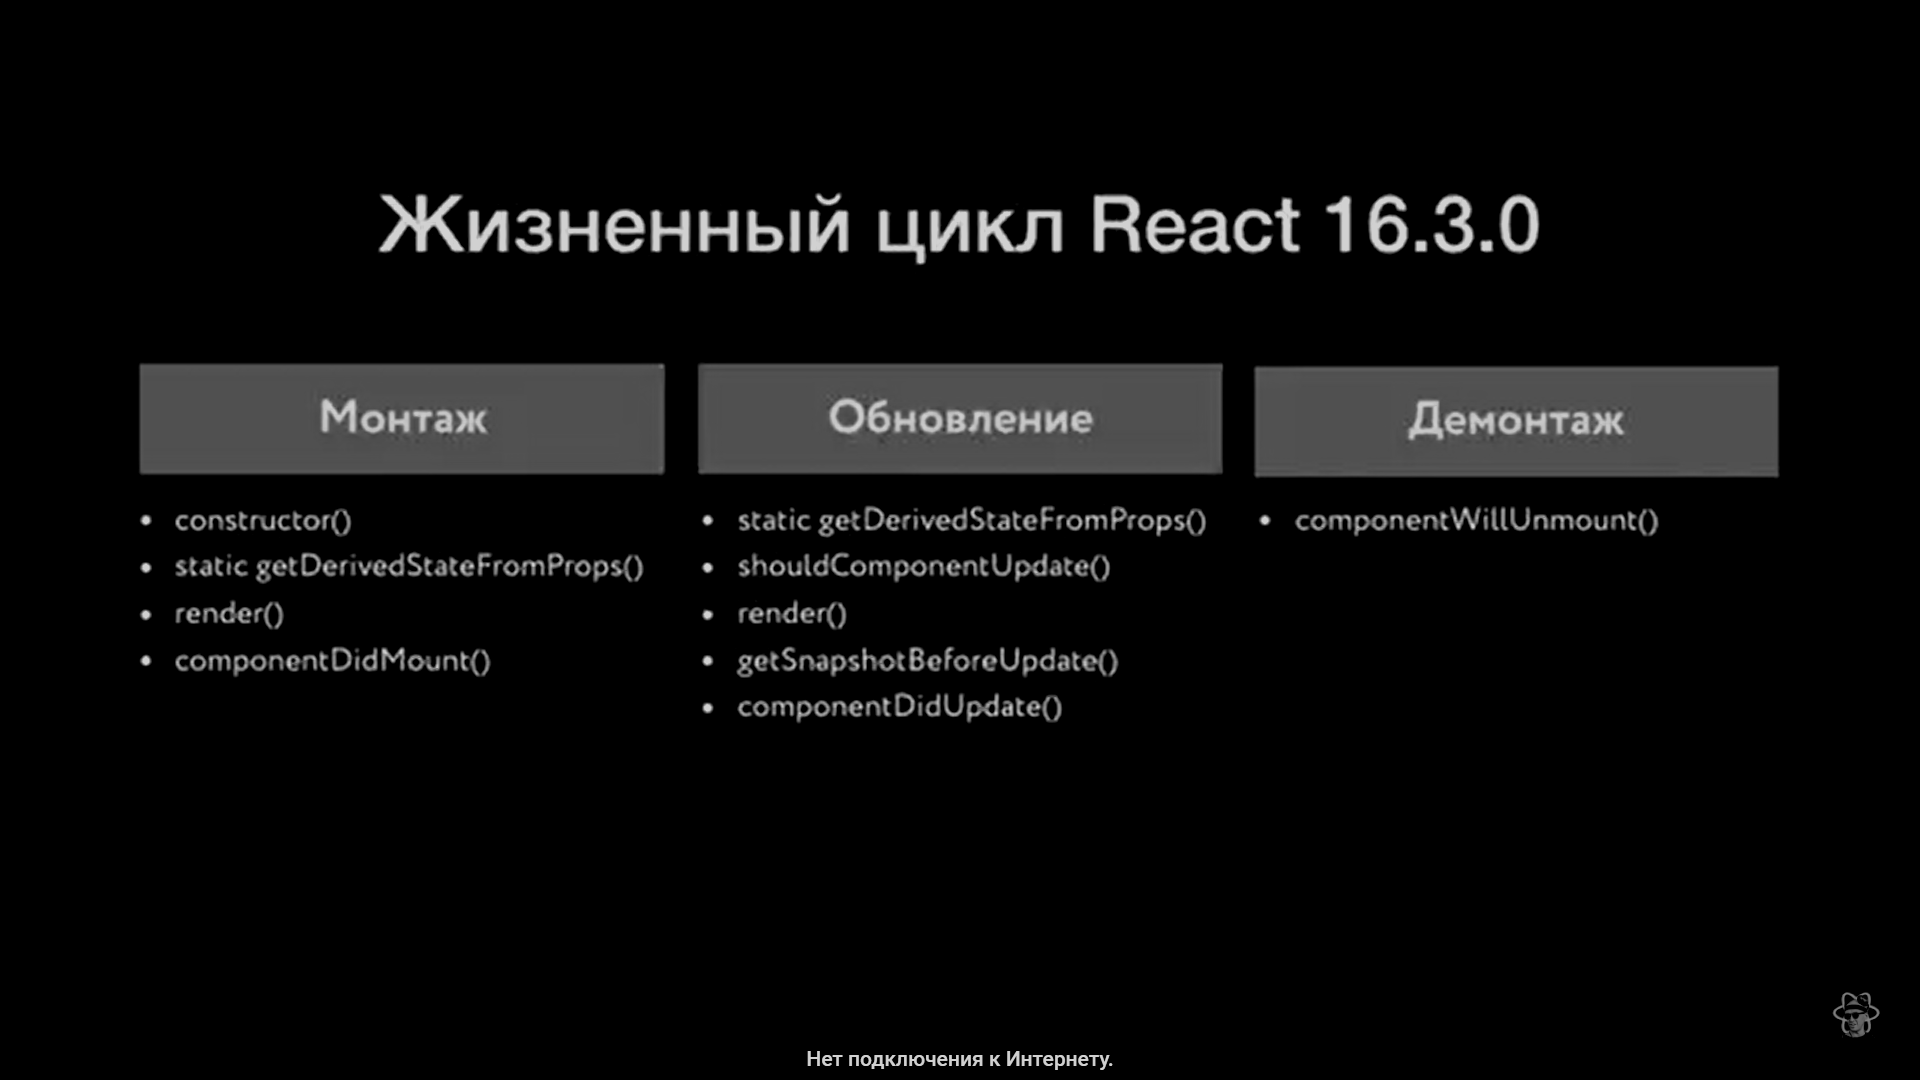 Жизненный цикл React 16.3.0
Монтаж
• constructor()
• static getDerivedStateFromProps()
• render()
• componentDidMount()
Обновление
• static getDerivedStateFromProps()
• shouldComponentUpdate()
• render()
• getSnapshotBeforeUpdate()
• componentDidUpdate()
Демонтаж
• componentWillUnmount()
Нет подключения к Интернету.